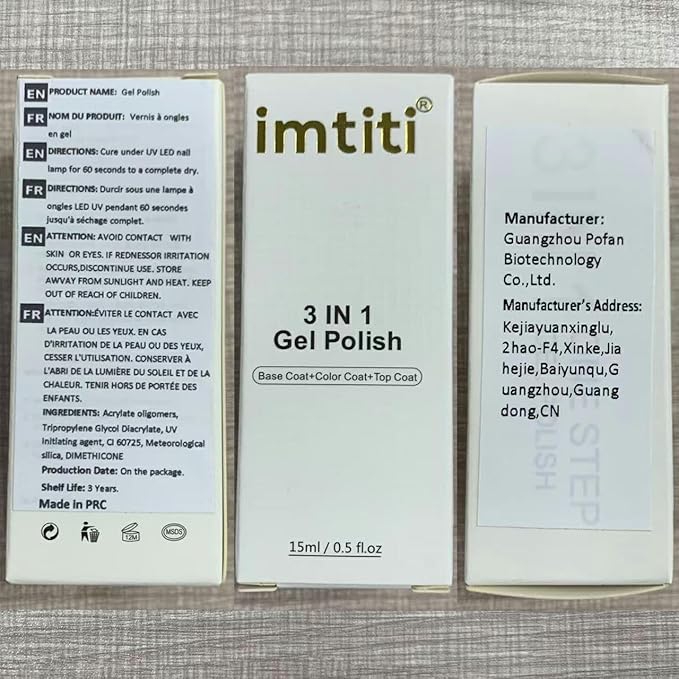 EN PRODUCT NAME: Gel Polish
FR NOM DU PRODUIT: Vernis à ongles
en gel
EN DIRECTIONS: Cure under UV LED nail
lamp for 60 seconds to a complete dry.
FR DIRECTIONS: Durcir sous une lampe à
ongles LED UV pendant 60 secondes
jusqu'à séchage complet.
EN ATTENTION: AVOID CONTACT WITH
SKIN OR EYES. IF REDNESSOR IRRITATION
OCCURS,DISCONTINUE USE. STORE
AWVAY FROM SUNLIGHT AND HEAT. KEEP
OUT OF REACH OF CHILDREN.
FR ATTENTION:ÉVITER LE CONTACT AVEC
LA PEAU OU LES YEUX. EN CAS
D'IRRITATION DE LA PEAU OU DES YEUX,
CESSER L'UTILISATION. CONSERVER À
L'ABRI DE LA LUMIÈRE DU SOLEIL ET DE LA
CHALEUR. TENIR HORS DE PORTÉE DES
ENFANTS.
INGREDIENTS: Acrylate oligomers,
Tripropylene Glycol Diacrylate, UV
Initiating agent, CI 60725, Meteorological
silica, DIMETHICONE
Production Date: On the package.
Shelf Life: 3 Years.
Made in PRC
12M
MSDS
imtiti®
3 IN 1
Gel Polish
Base Coat+Color Coat+Top Coat
15ml / 0.5 fl.oz
Manufacturer:
Guangzhou Pofan
Biotechnology
Co.,Ltd.
Manufacturer's Address:
Kejiayuanxinglu,
2hao-F4,Xinke,Jia
hejie,Baiyunqu,G
uangzhou,Guang
dong,CN
STEP